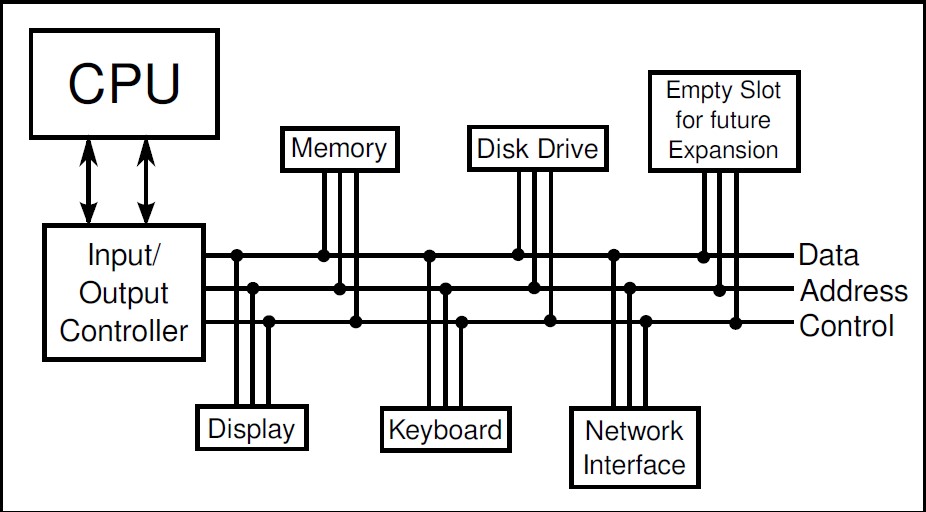 CPU
Empty Slot
for future
Expansion
Memory
Disk Drive
Input/
Output
Controller
Data
Address
Control
Display
Keyboard
Network
Interface